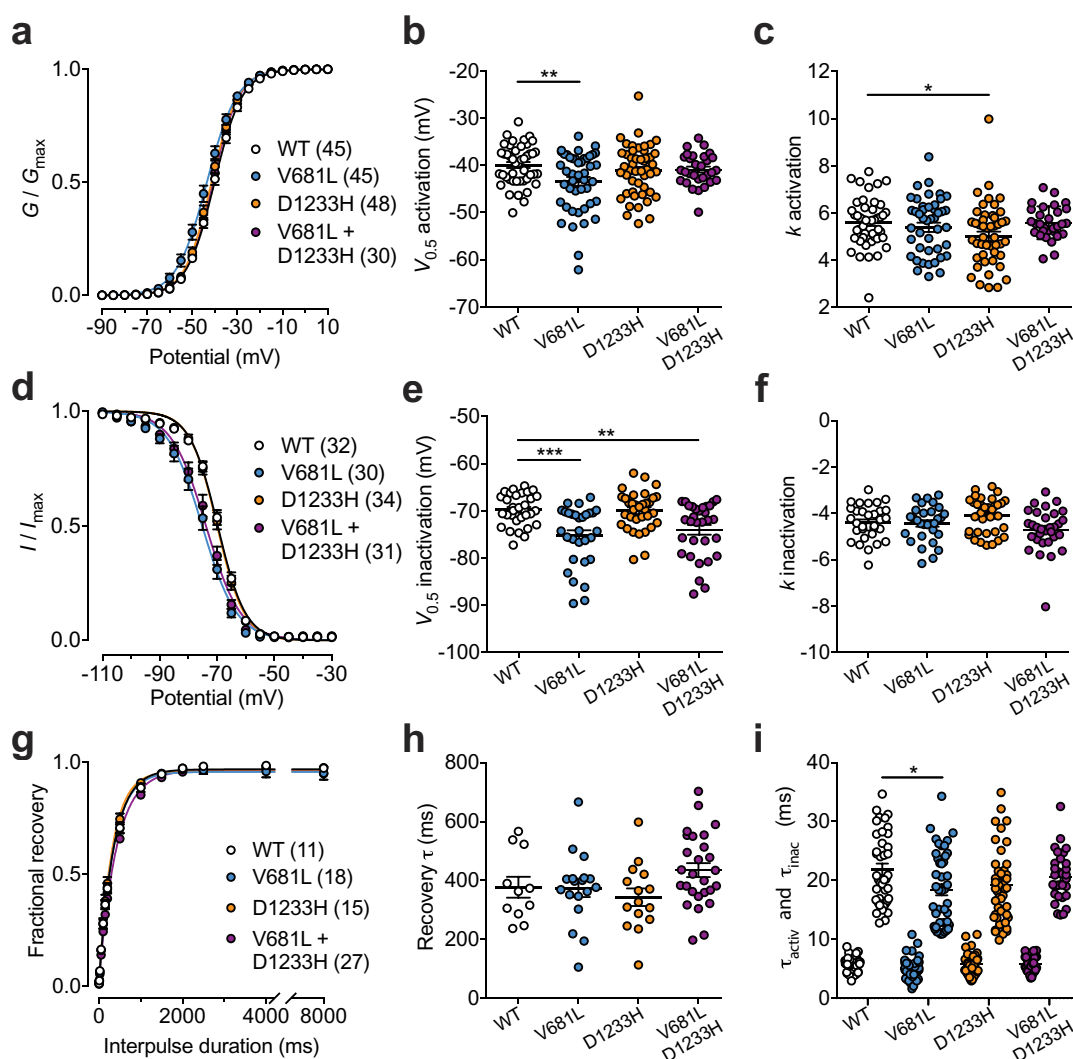 a
G / Gmax
1.0
0.5
0.0
-90
-70
-50
-30
-10
10
Potential (mV)
WT (45)
V681L (45)
D1233H (48)
V681L +
D1233H (30)
b
V0.5 activation (mV)
-20
-30
-40
-50
-60
-70
**
WT
V681L
D1233H
V681L
D1233H
c
k activation
12
10
8
6
4
2
*
WT
V681L
D1233H
V681L
D1233H
d
I / Imax
1.0
0.5
0.0
-110
-90
-70
-50
-30
Potential (mV)
WT (32)
V681L (30)
D1233H (34)
V681L +
D1233H (31)
e
V0.5 inactivation (mV)
-50
-60
-70
-80
-90
-100
**
***
WT
V681L
D1233H
V681L
D1233H
f
k inactivation
0
-2
-4
-6
-8
-10
WT
V681L
D1233H
V681L
D1233H
g
Fractional recovery
1.0
0.5
0.0
0
2000
4000
8000
Interpulse duration (ms)
WT (11)
V681L (18)
D1233H (15)
V681L +
D1233H (27)
h
Recovery τ (ms)
800
600
400
200
0
WT
V681L
D1233H
V681L
D1233H
i
τactiv and τinac (ms)
40
30
20
10
0
*
WT
V681L
D1233H
V681L
D1233H